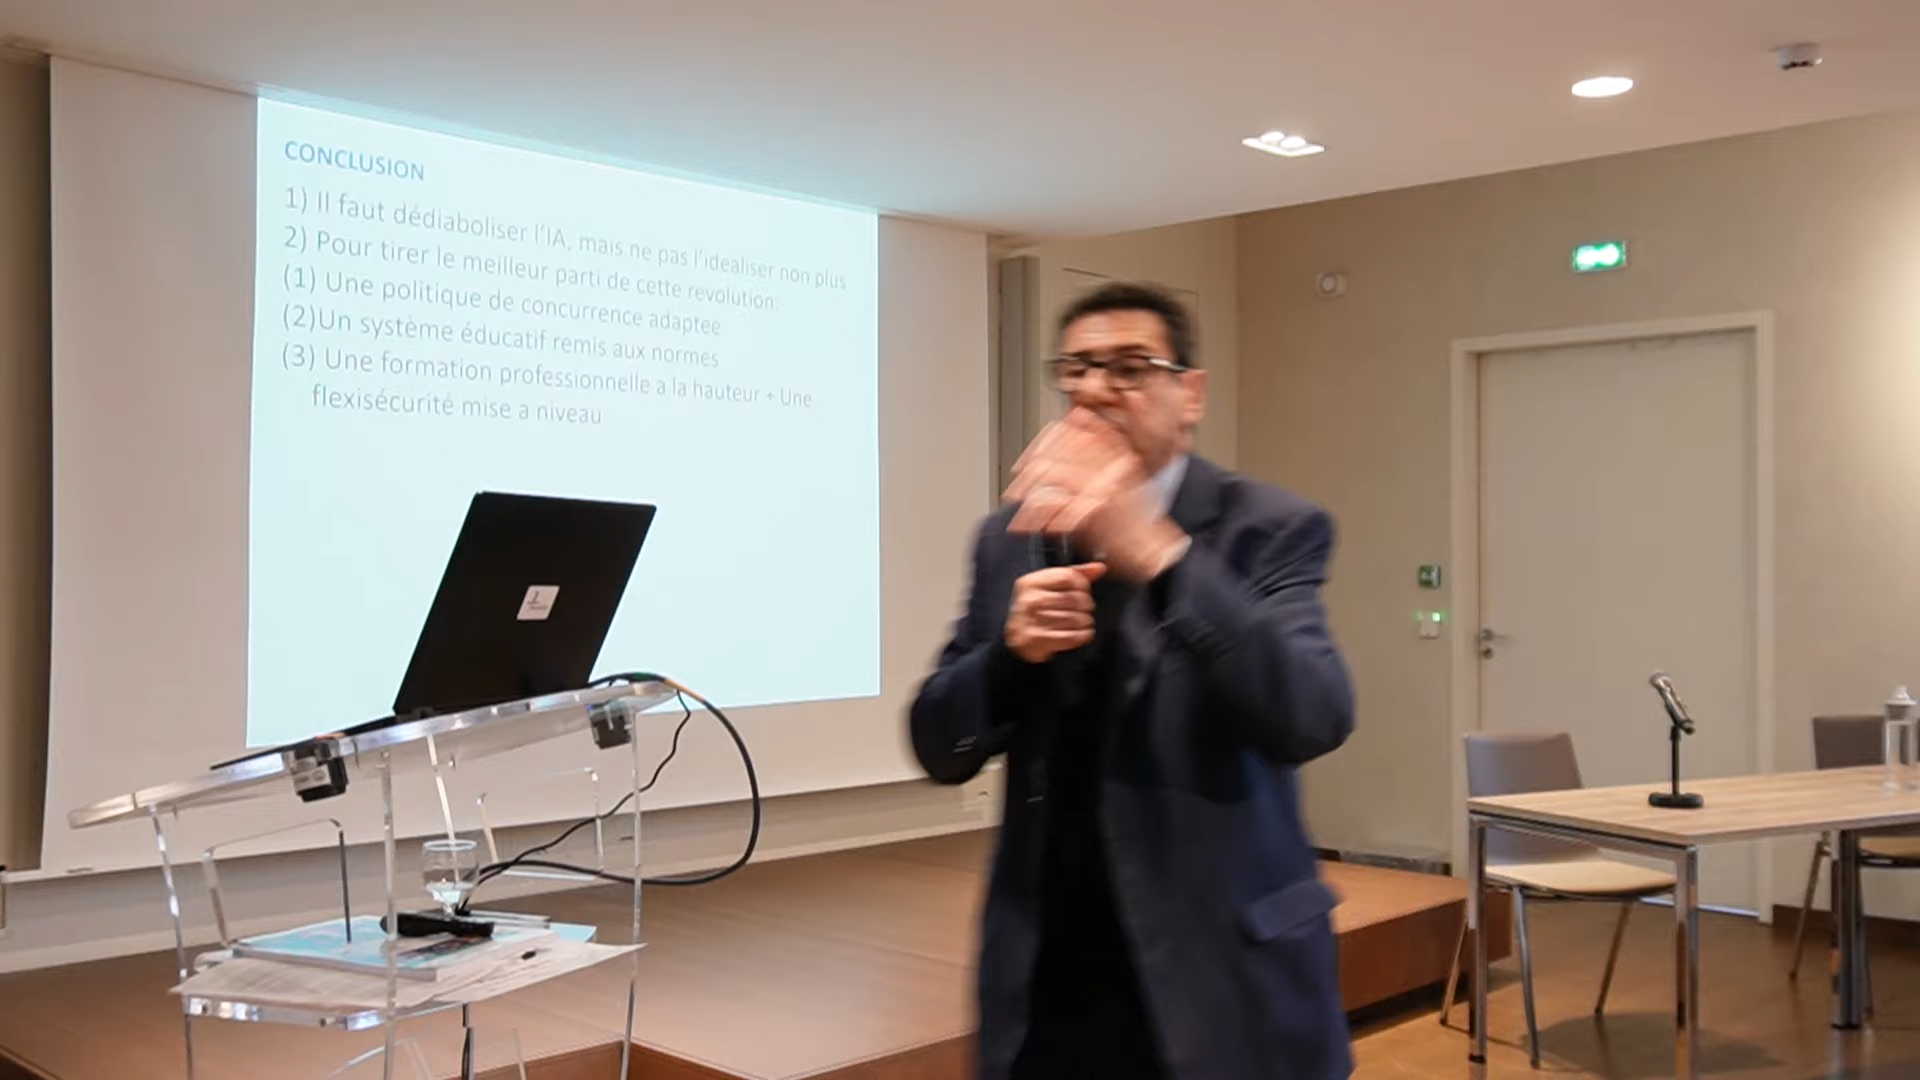 CONCLUSION
1) Il faut dédiaboliser l'IA, mais ne pas l'idealiser non plus
2) Pour tirer le meilleur parti de cette revolution:
(1) Une politique de concurrence adaptee
(2)Un système éducatif remis aux normes
(3) Une formation professionnelle a la hauteur + Une
flexisécurité mise a niveau